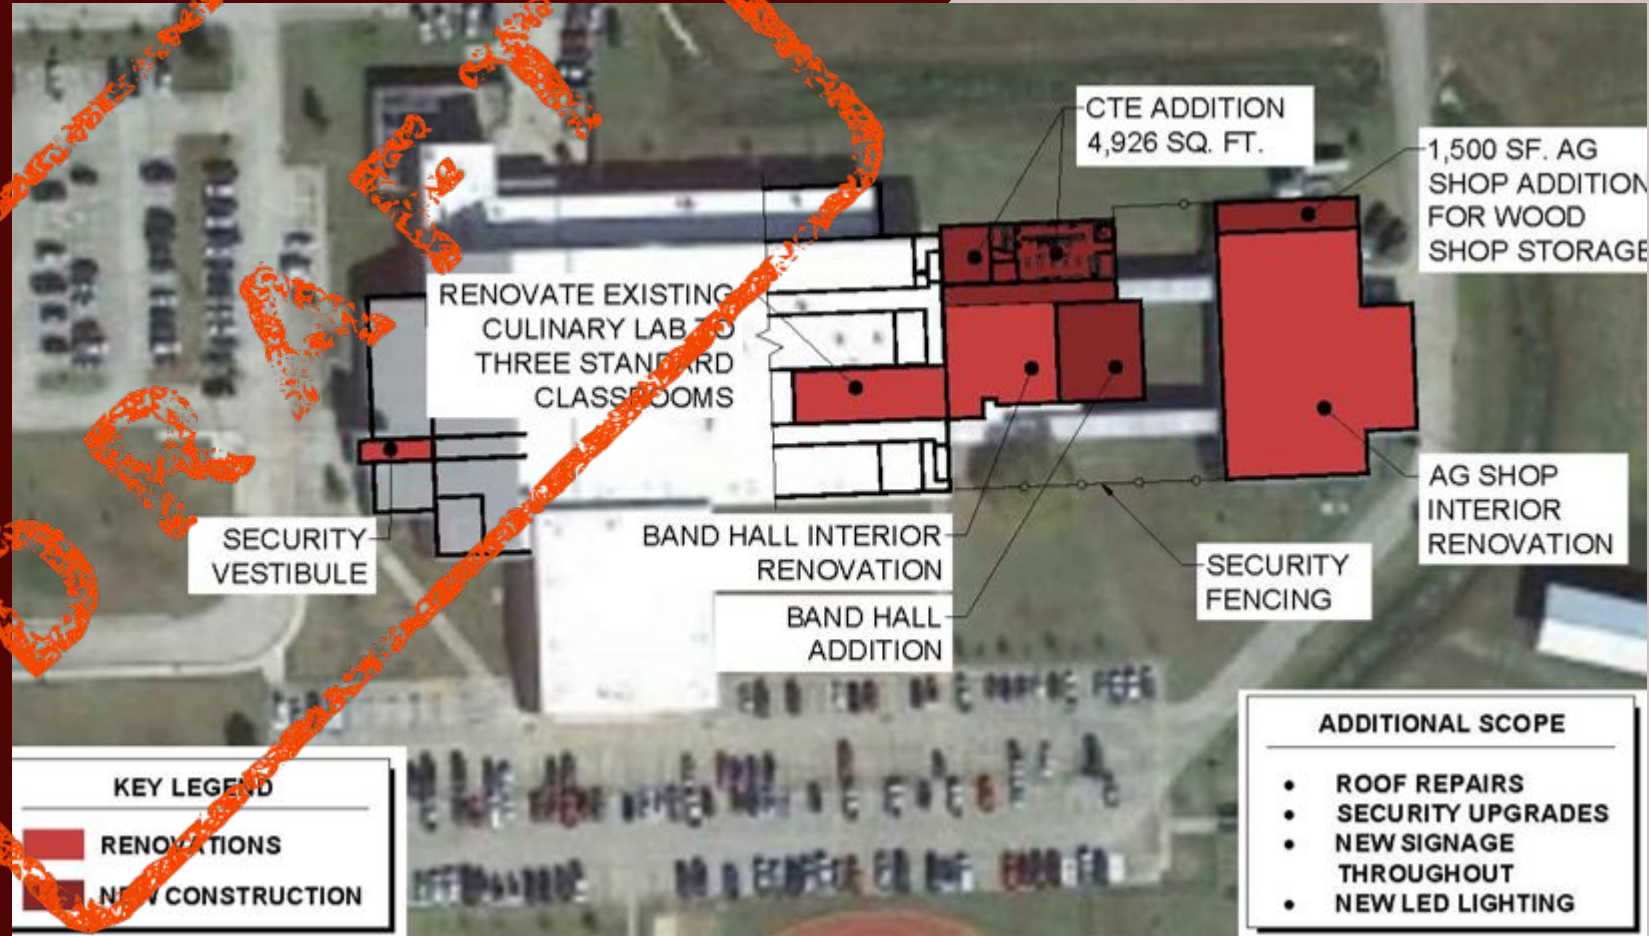 DRAFT
CTE ADDITION
4,926 SQ. FT.
1,500 SF. AG
SHOP ADDITION
FOR WOOD
SHOP STORAGE
RENOVATE EXISTING
CULINARY LAB TO
THREE STANDARD
CLASSROOMS
SECURITY
VESTIBULE
BAND HALL INTERIOR
RENOVATION
BAND HALL
ADDITION
SECURITY
FENCING
AG SHOP
INTERIOR
RENOVATION
KEY LEGEND
RENOVATIONS
NEW CONSTRUCTION
ADDITIONAL SCOPE
• ROOF REPAIRS
• SECURITY UPGRADES
• NEW SIGNAGE
THROUGHOUT
• NEW LED LIGHTING